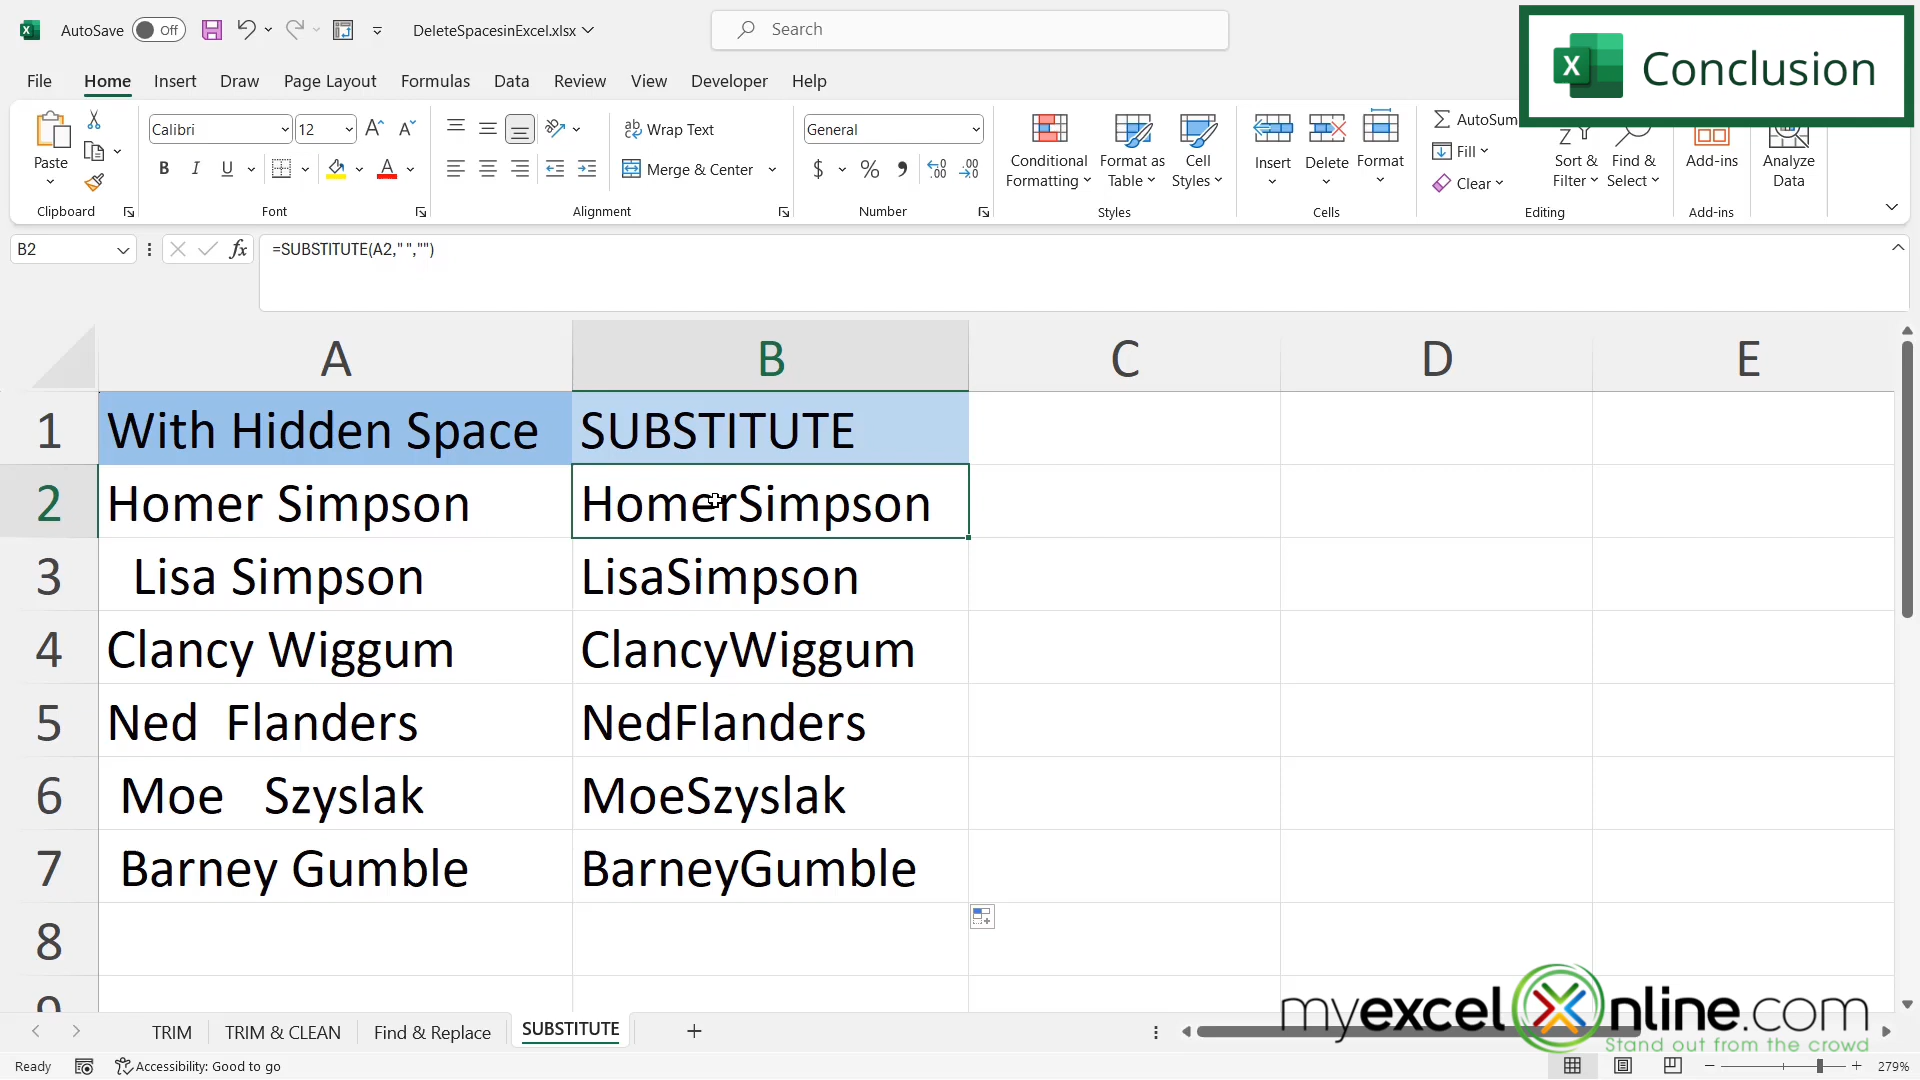 AutoSave Off DeleteSpacesinExcel.xlsx Search
X Conclusion
File Home Insert Draw Page Layout Formulas Data Review View Developer Help
Paste
Calibri 12
B I U
Wrap Text
Merge & Center
General
$ %
Conditional Formatting
Format as Table
Cell Styles
Insert Delete Format
AutoSum
Fill
Clear
Sort & Filter
Find & Select
Add-ins
Analyze Data
Clipboard Font Alignment Number Styles Cells Editing Add-ins
B2 fx =SUBSTITUTE(A2," ","")
A B C D E
1 With Hidden Space SUBSTITUTE
2 Homer Simpson HomerSimpson
3 Lisa Simpson LisaSimpson
4 Clancy Wiggum ClancyWiggum
5 Ned Flanders NedFlanders
6 Moe Szyslak MoeSzyslak
7 Barney Gumble BarneyGumble
8
myexcelonline.com
Stand out from the crowd
TRIM TRIM & CLEAN Find & Replace SUBSTITUTE
Ready Accessibility: Good to go 279%